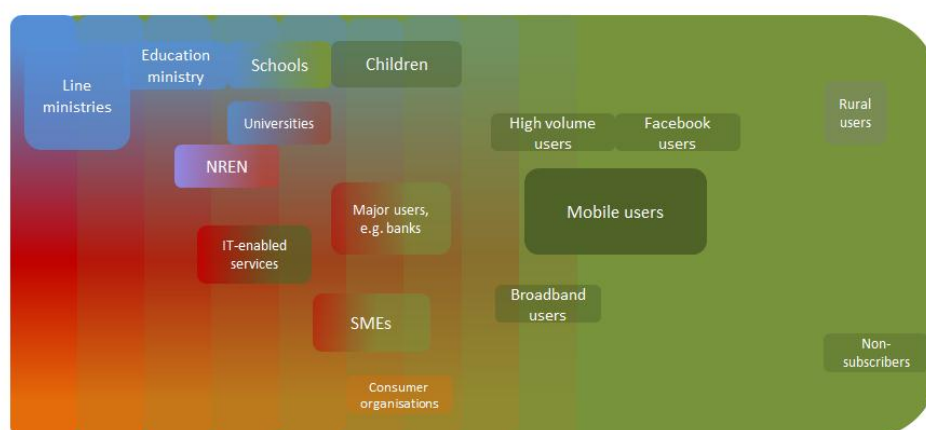 Line
ministries
Education
ministry
Schools
Children
Universities
NREN
High volume
users
Facebook
users
Rural
users
Major users,
e.g. banks
Mobile users
IT-enabled
services
SMEs
Broadband
users
Non-
subscribers
Consumer
organisations